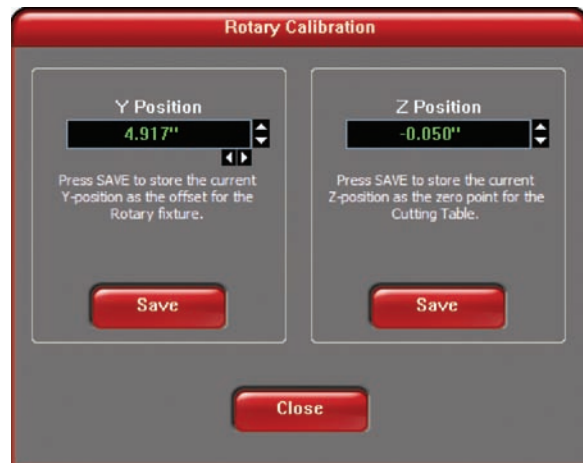 Rotary Calibration
Y Position
4.917"
Press SAVE to store the current
Y-position as the offset for the
Rotary fixture.
Save
Z Position
-0.050"
Press SAVE to store the current
Z-position as the zero point for the
Cutting Table.
Save
Close